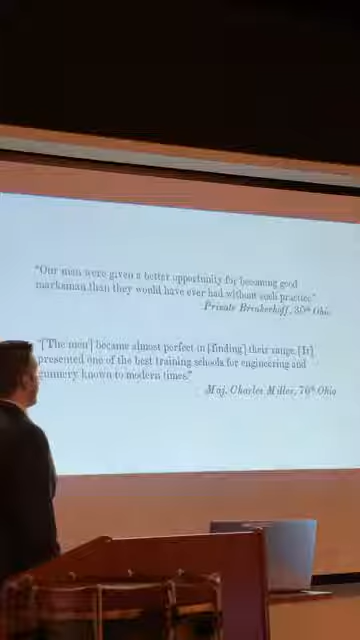 "Our men were given a better opportunity for becoming good
marksman than they would have ever had without such practice"
Private Brinkerhoff, 30th Ohio
"[The men] became almost perfect in [finding] their range. [It]
presented one of the best training schools for engineering and
gunnery known to modern times."
Maj. Charles Miller, 76th Ohio